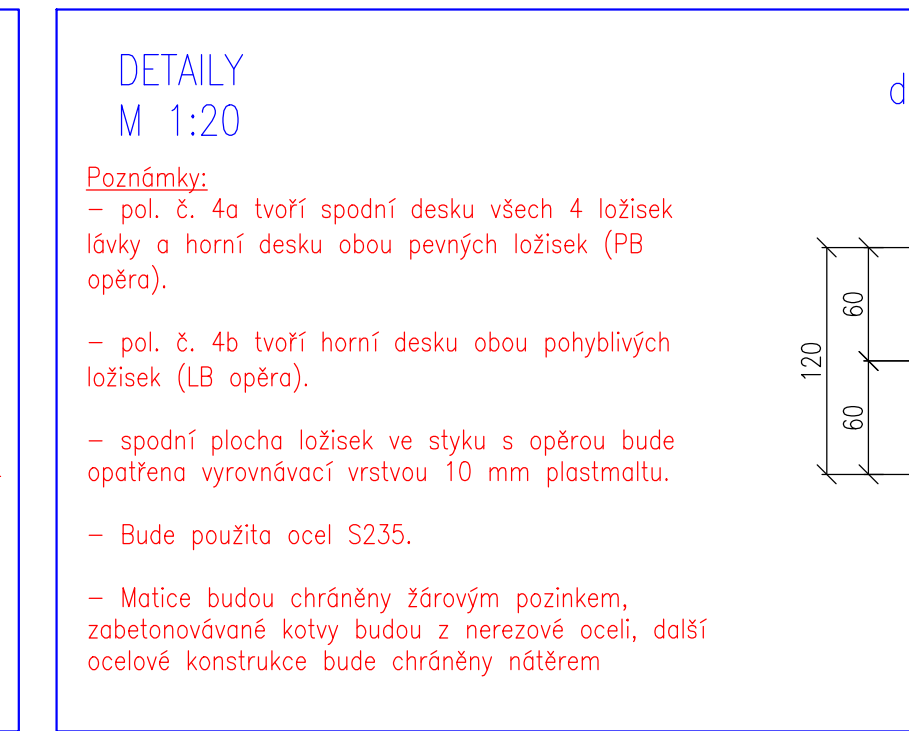 DETAILY
M 1:20
Poznámky:
– pol. č. 4a tvoří spodní desku všech 4 ložisek
lávky a horní desku obou pevných ložisek (PB
opěra).
– pol. č. 4b tvoří horní desku obou pohyblivých
ložisek (LB opěra).
– spodní plocha ložisek ve styku s opěrou bude
opatřena vyrovnávací vrstvou 10 mm plastmaltu.
– Bude použita ocel S235.
– Matice budou chráněny žárovým pozinkem,
zabetonovávané kotvy budou z nerezové oceli, další
ocelové konstrukce bude chráněny nátěrem
d
60
120
60